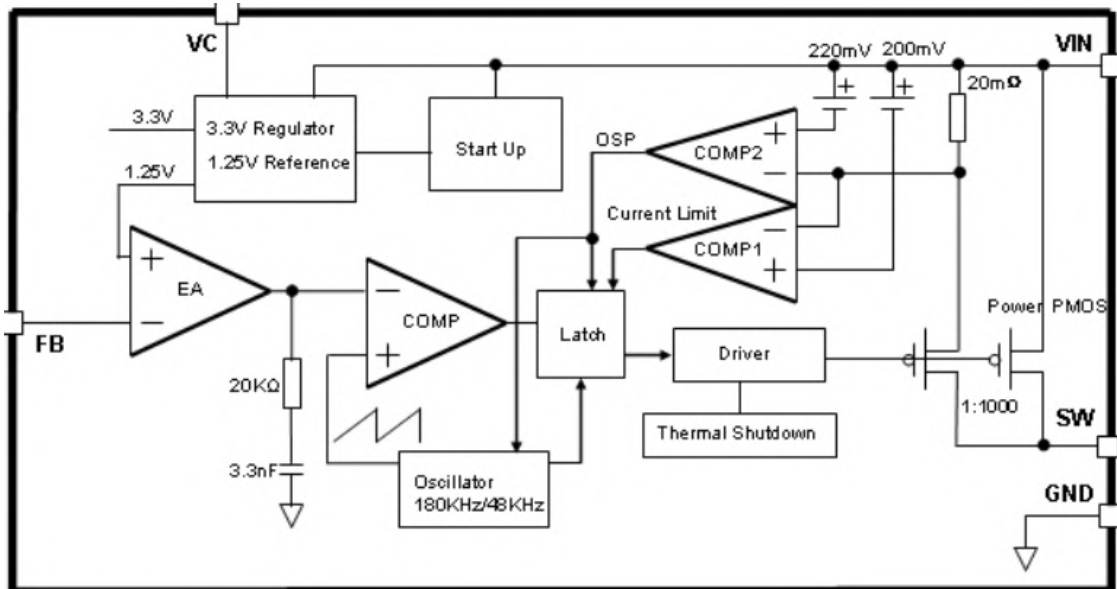 VC
VIN
220mV
200mV
20mΩ
3.3V
3.3V Regulator
1.25V Reference
1.25V
Start Up
OSP
COMP2
Current Limit
COMP1
EA
FB
COMP
Latch
Driver
Power PMOS
1:1000
Thermal Shutdown
SW
20KΩ
3.3nF
Oscillator
180KHz/48KHz
GND